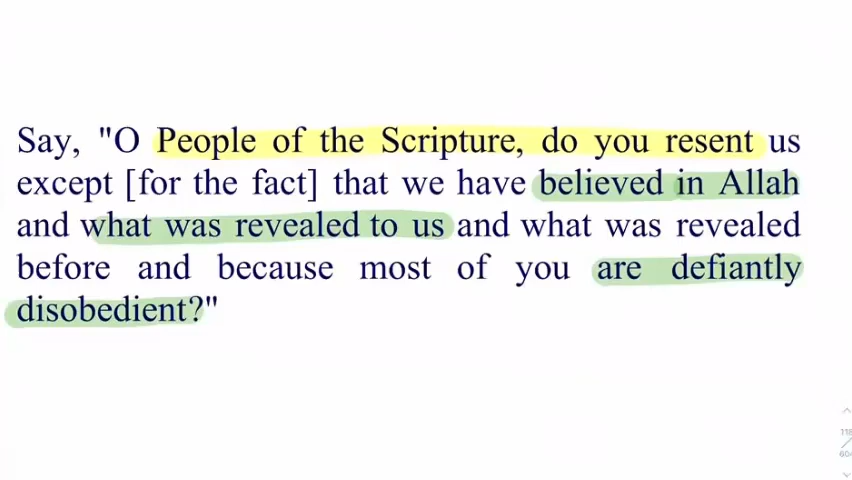 Say, "O People of the Scripture, do you resent us
except [for the fact] that we have believed in Allah
and what was revealed to us and what was revealed
before and because most of you are defiantly
disobedient?"
118
604